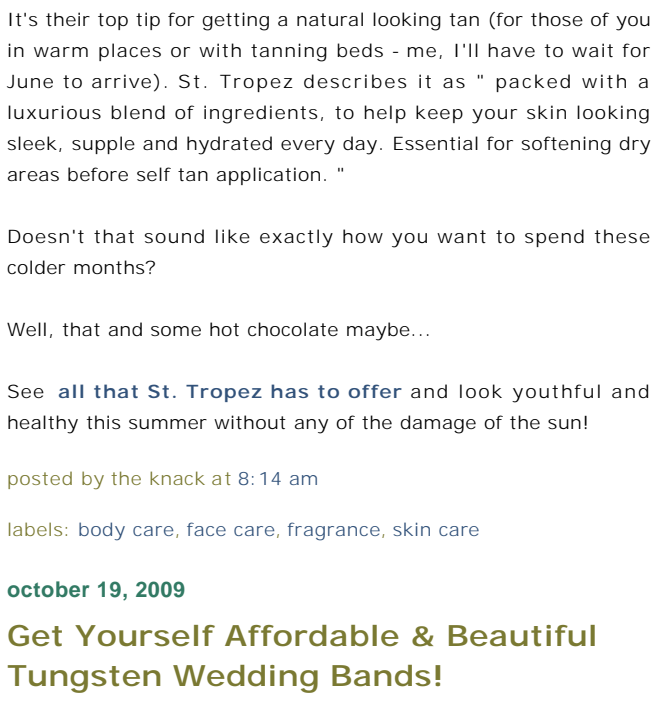 It's their top tip for getting a natural looking tan (for those of you
in warm places or with tanning beds - me, I'll have to wait for
June to arrive). St. Tropez describes it as " packed with a
luxurious blend of ingredients, to help keep your skin looking
sleek, supple and hydrated every day. Essential for softening dry
areas before self tan application. "
Doesn't that sound like exactly how you want to spend these
colder months?
Well, that and some hot chocolate maybe...
See all that St. Tropez has to offer and look youthful and
healthy this summer without any of the damage of the sun!
posted by the knack at 8:14 am
labels: body care, face care, fragrance, skin care
october 19, 2009
Get Yourself Affordable & Beautiful
Tungsten Wedding Bands!